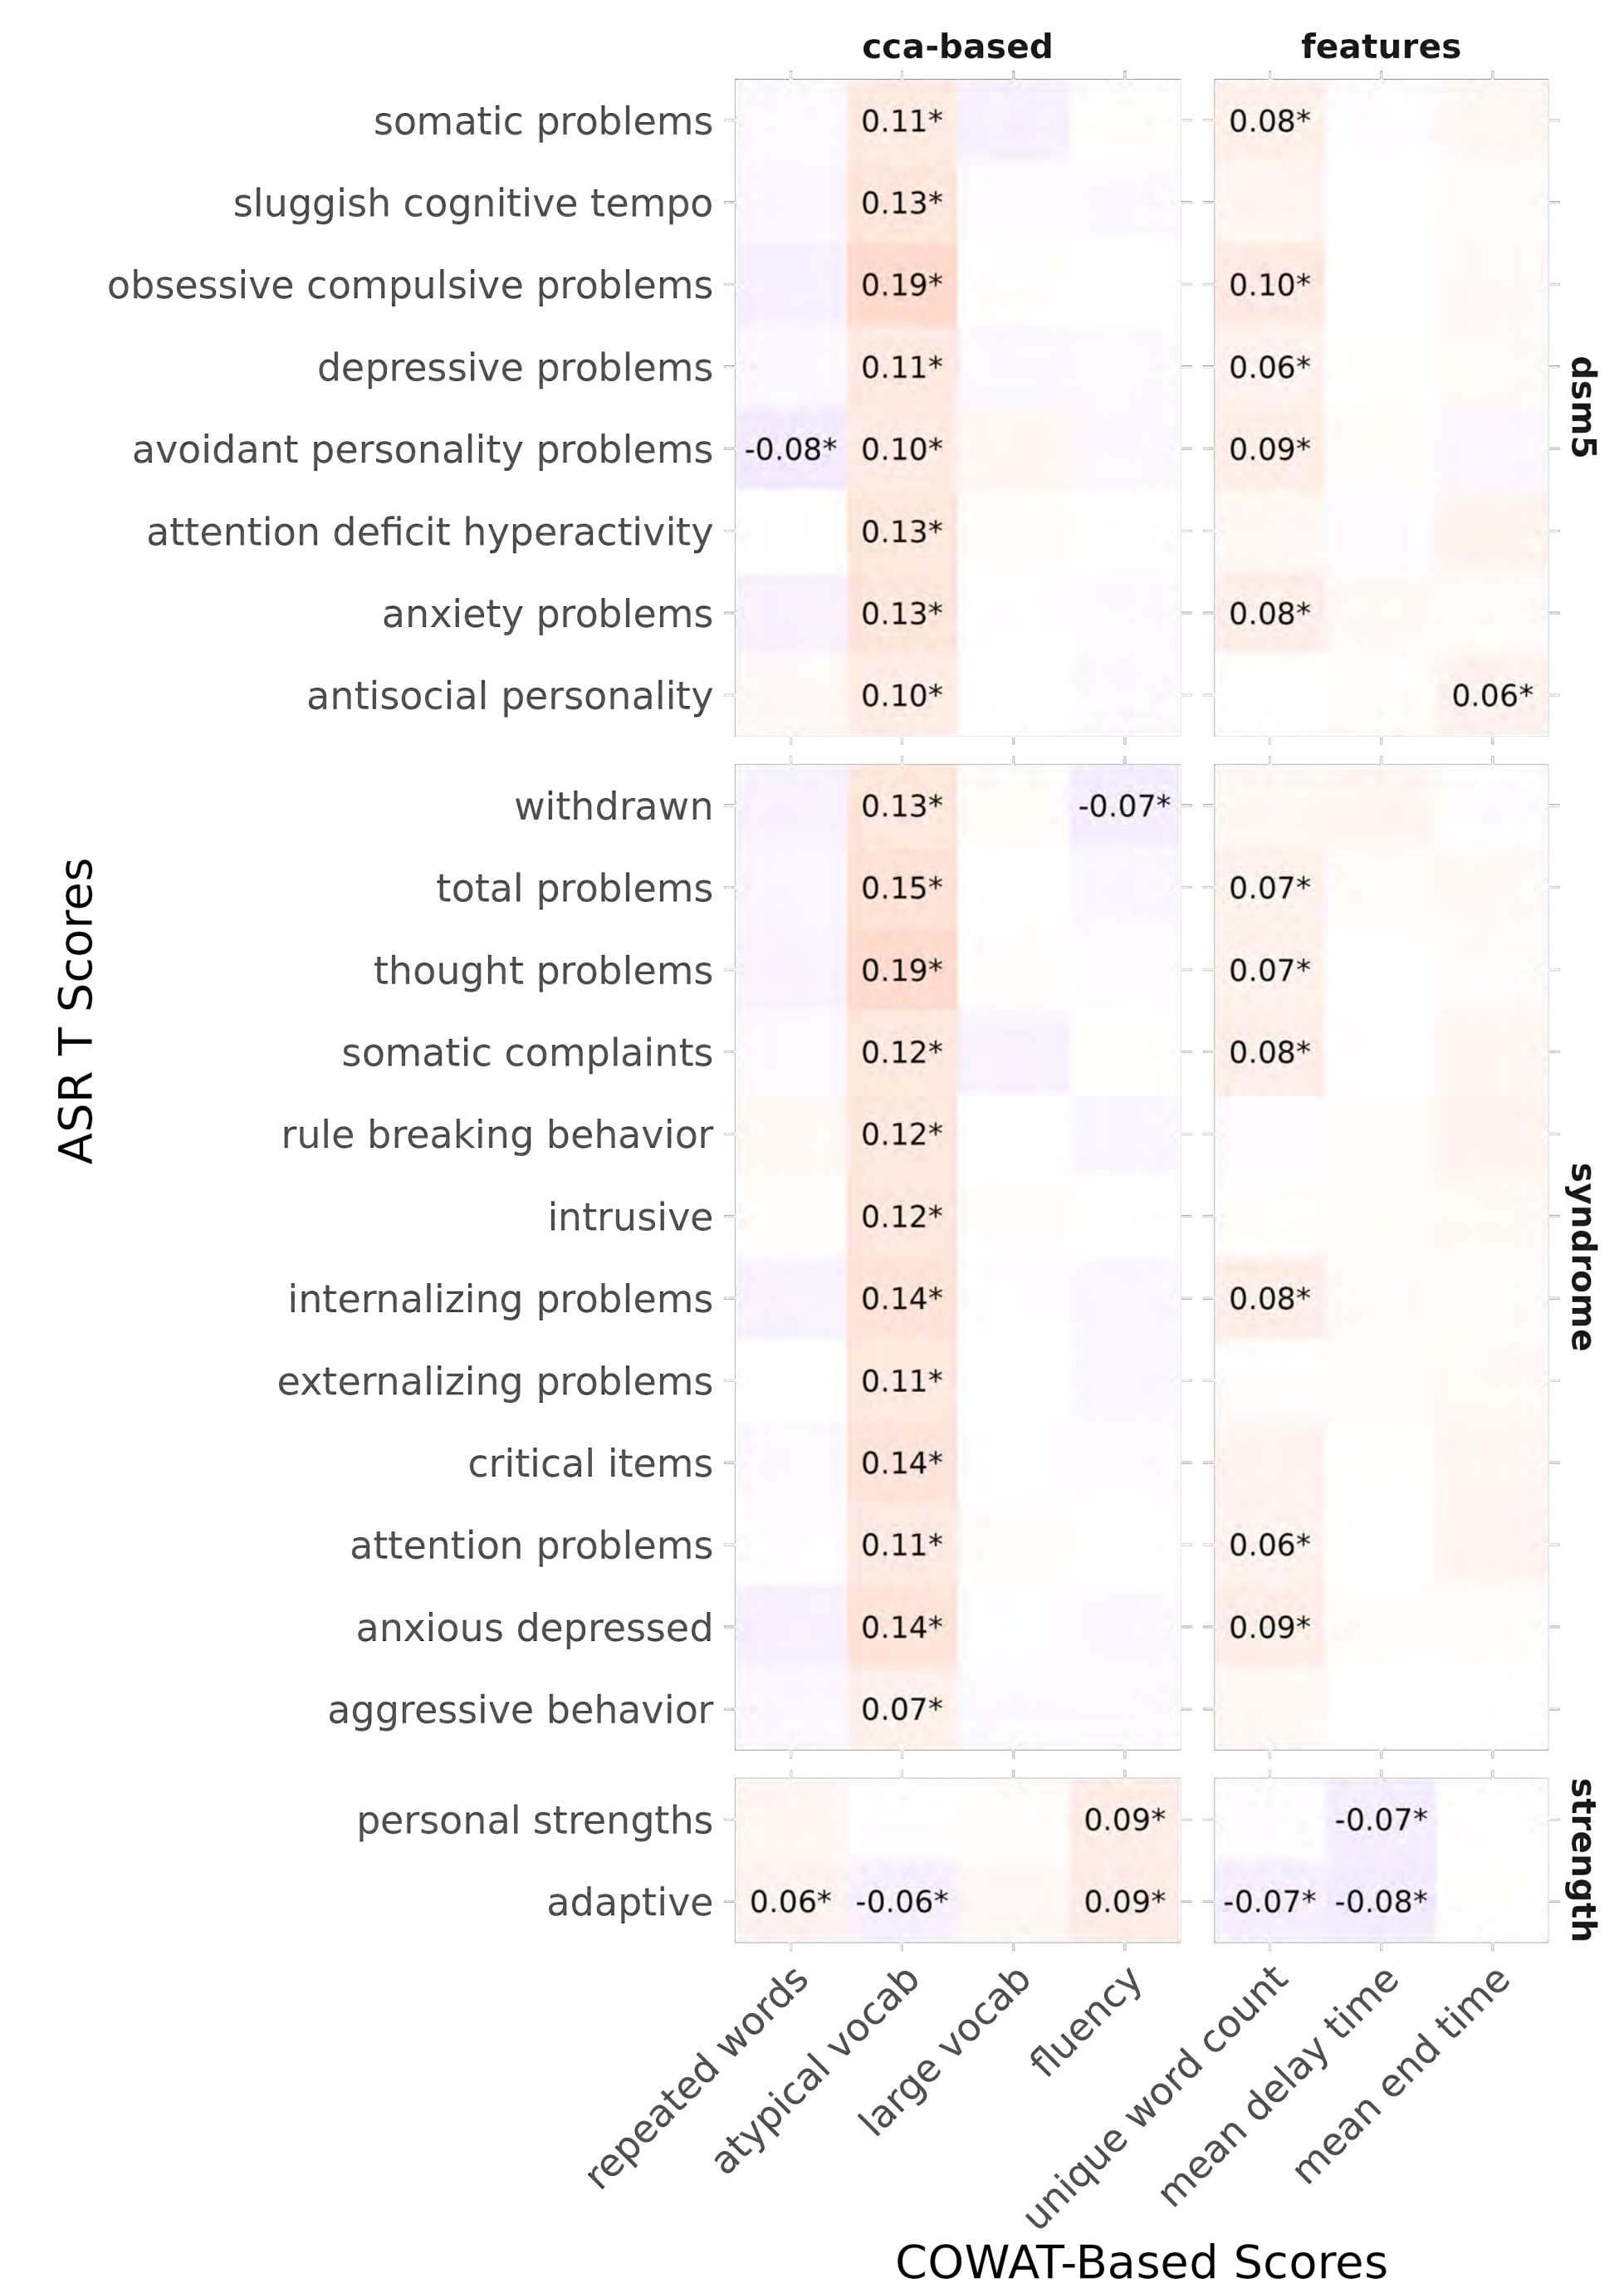 cca-based features
somatic problems 0.11* 0.08*
sluggish cognitive tempo 0.13*
obsessive compulsive problems 0.19* 0.10*
depressive problems 0.11* 0.06*
avoidant personality problems -0.08* 0.10* 0.09*
attention deficit hyperactivity 0.13*
anxiety problems 0.13* 0.08*
antisocial personality 0.10* 0.06*
dsm5
withdrawn 0.13* -0.07*
total problems 0.15* 0.07*
thought problems 0.19* 0.07*
somatic complaints 0.12* 0.08*
rule breaking behavior 0.12*
intrusive 0.12*
internalizing problems 0.14* 0.08*
externalizing problems 0.11*
critical items 0.14*
attention problems 0.11* 0.06*
anxious depressed 0.14* 0.09*
aggressive behavior 0.07*
syndrome
personal strengths 0.09* -0.07*
adaptive 0.06* -0.06* 0.09* -0.07* -0.08*
strength
ASR T Scores
repeated words
atypical vocab
large vocab
fluency
unique word count
mean delay time
mean end time
COWAT-Based Scores